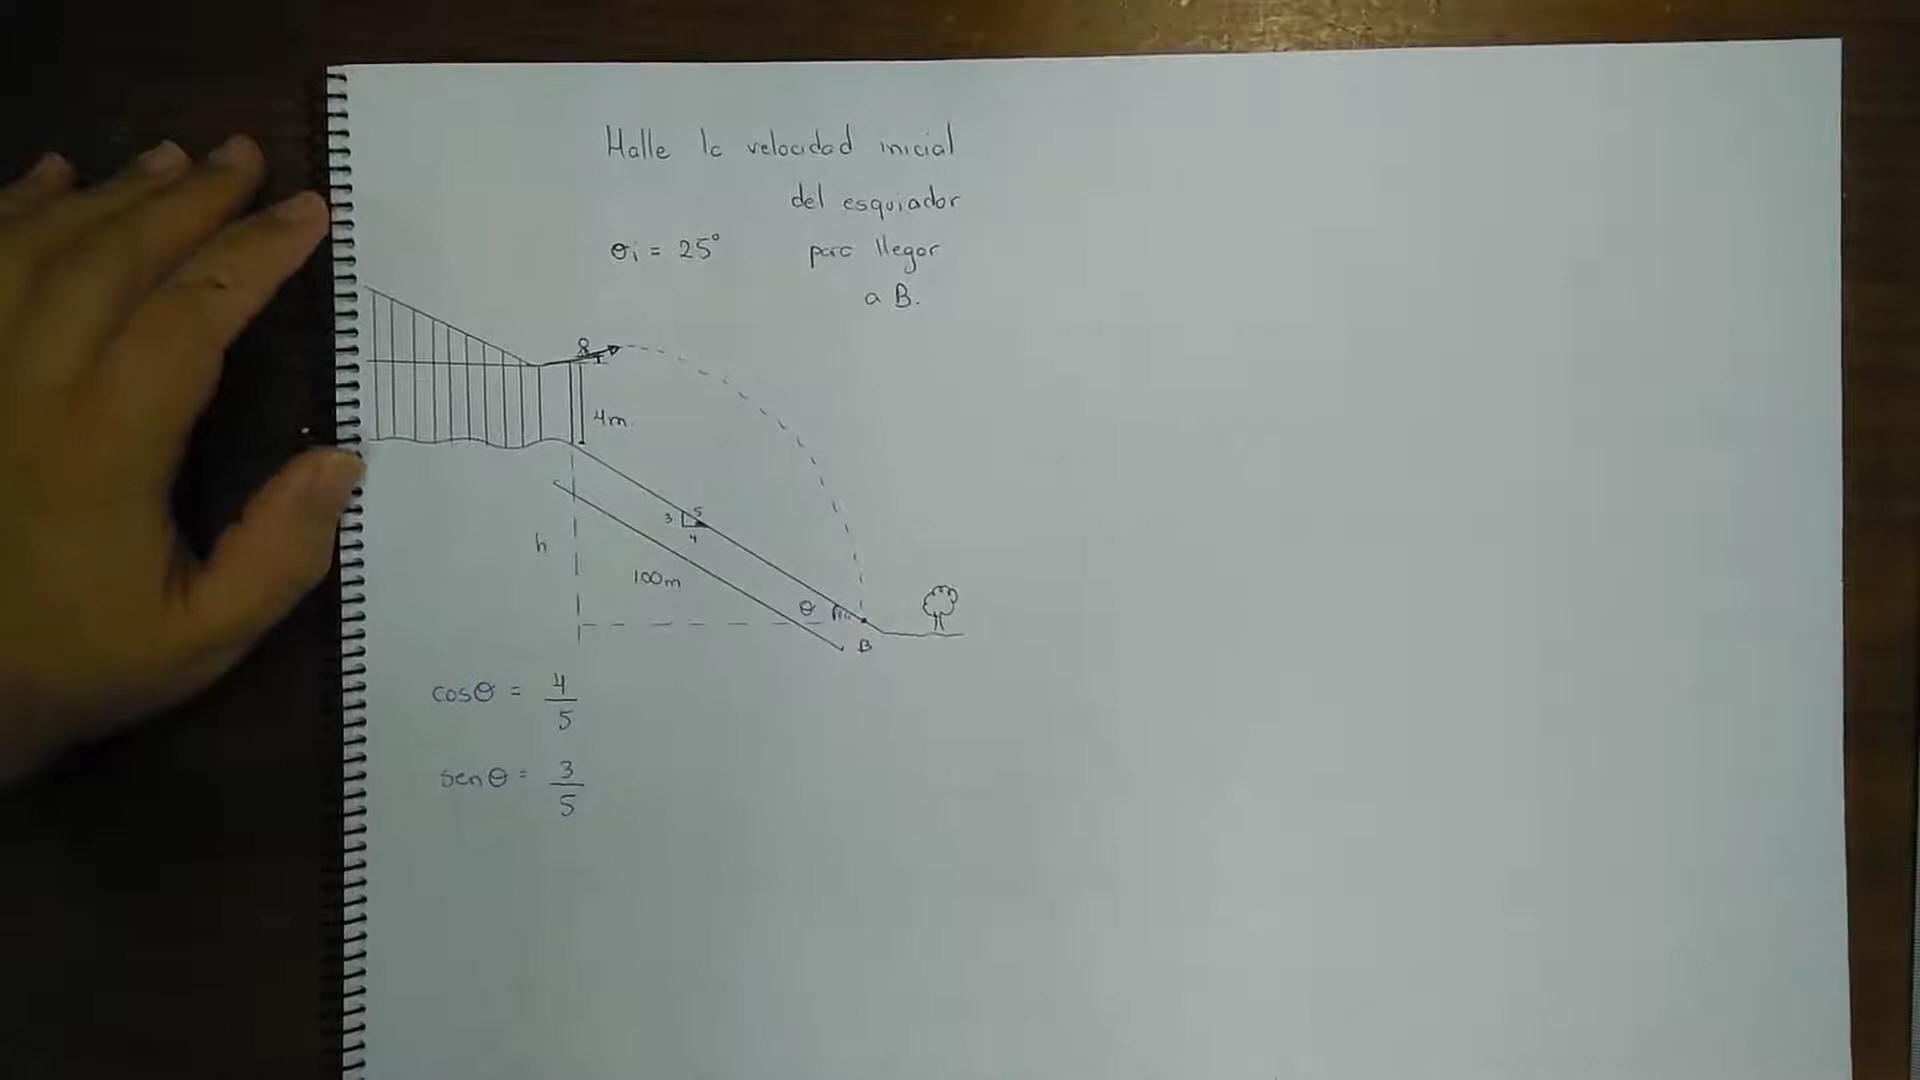 Halle la velocidad inicial
del esquiador
θi = 25° para llegar
a B.
4m.
3 5
4
h
100m
θ
B
cosθ = 4/5
senθ = 3/5